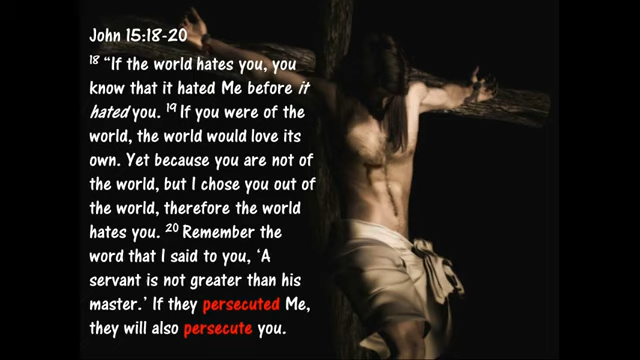 John 15:18-20
18 “If the world hates you, you
know that it hated Me before it
hated you. 19 If you were of the
world, the world would love its
own. Yet because you are not of
the world, but I chose you out of
the world, therefore the world
hates you. 20 Remember the
word that I said to you, ‘A
servant is not greater than his
master.’ If they persecuted Me,
they will also persecute you.